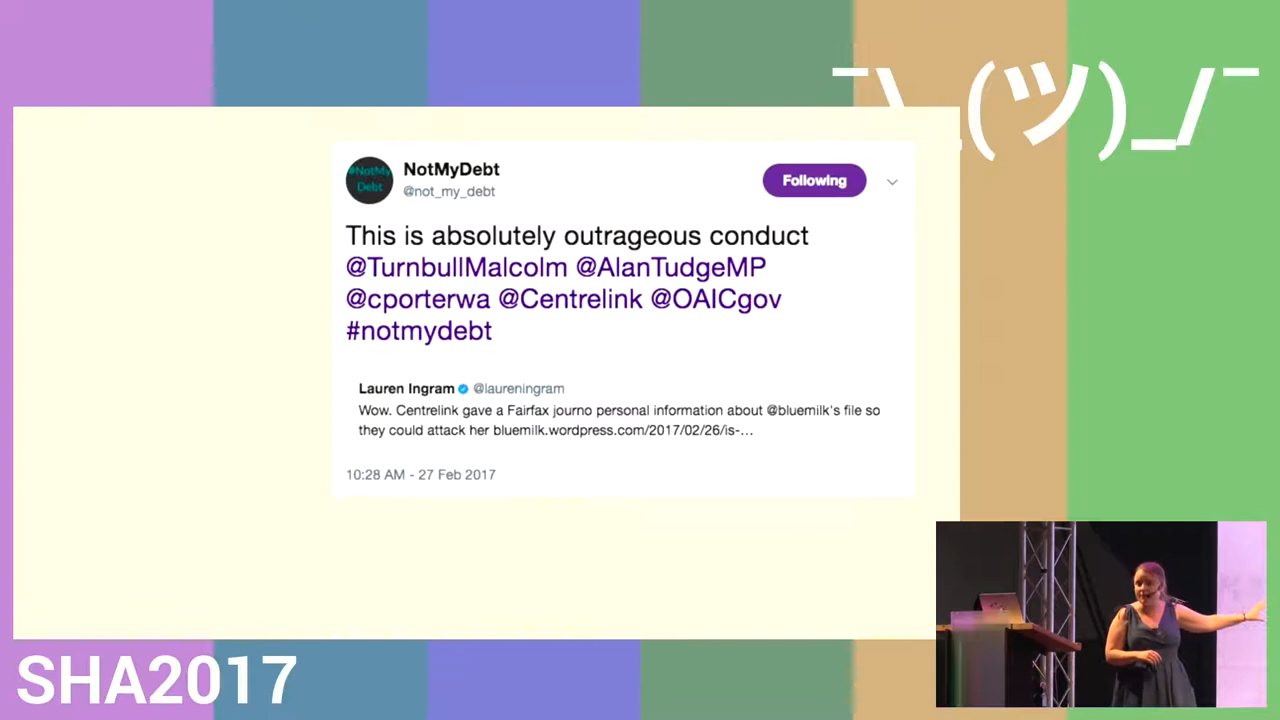 ¯\_(ツ)_/¯
#NotMy
Debt
NotMyDebt
@not_my_debt
Following
This is absolutely outrageous conduct
@TurnbullMalcolm @AlanTudgeMP
@cporterwa @Centrelink @OAICgov
#notmydebt
Lauren Ingram @laureningram
Wow. Centrelink gave a Fairfax journo personal information about @bluemilk's file so
they could attack her bluemilk.wordpress.com/2017/02/26/is-...
10:28 AM - 27 Feb 2017
SHA2017